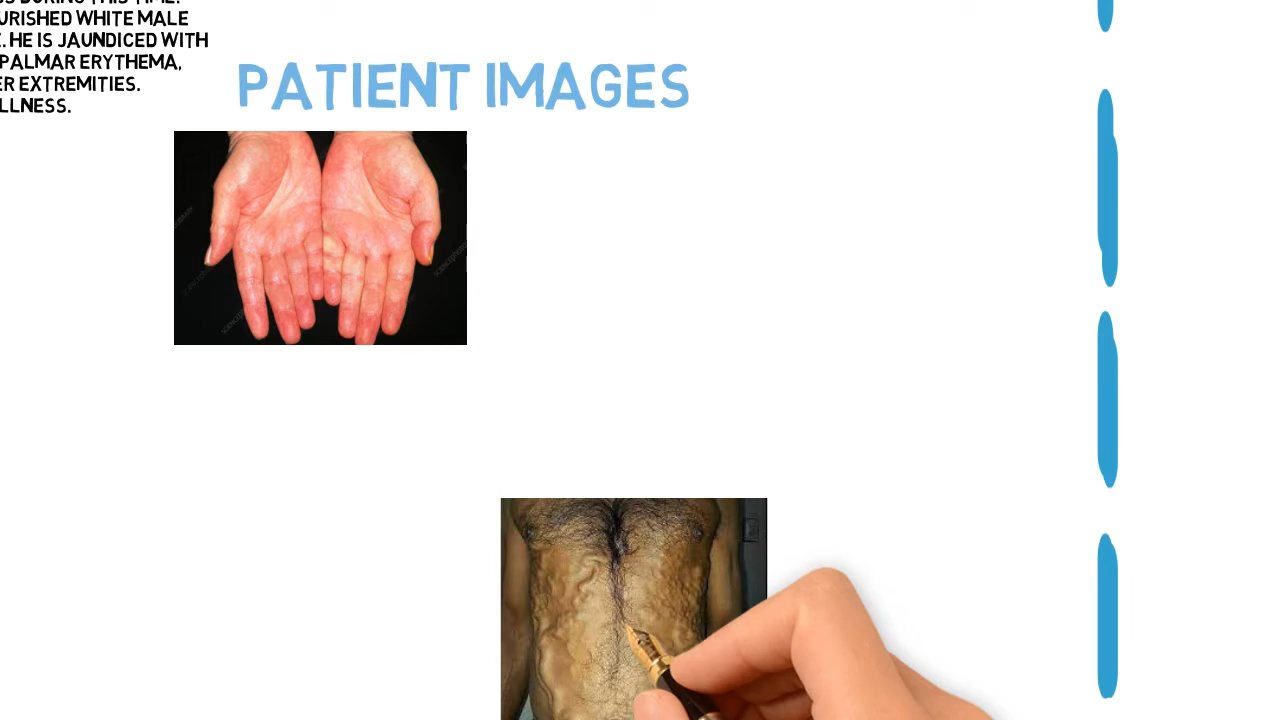 DURING THIS TIME.
URISHED WHITE MALE
. HE IS JAUNDICED WITH
PALMAR ERYTHEMA,
ER EXTREMITIES.
LLNESS.
PATIENT IMAGES